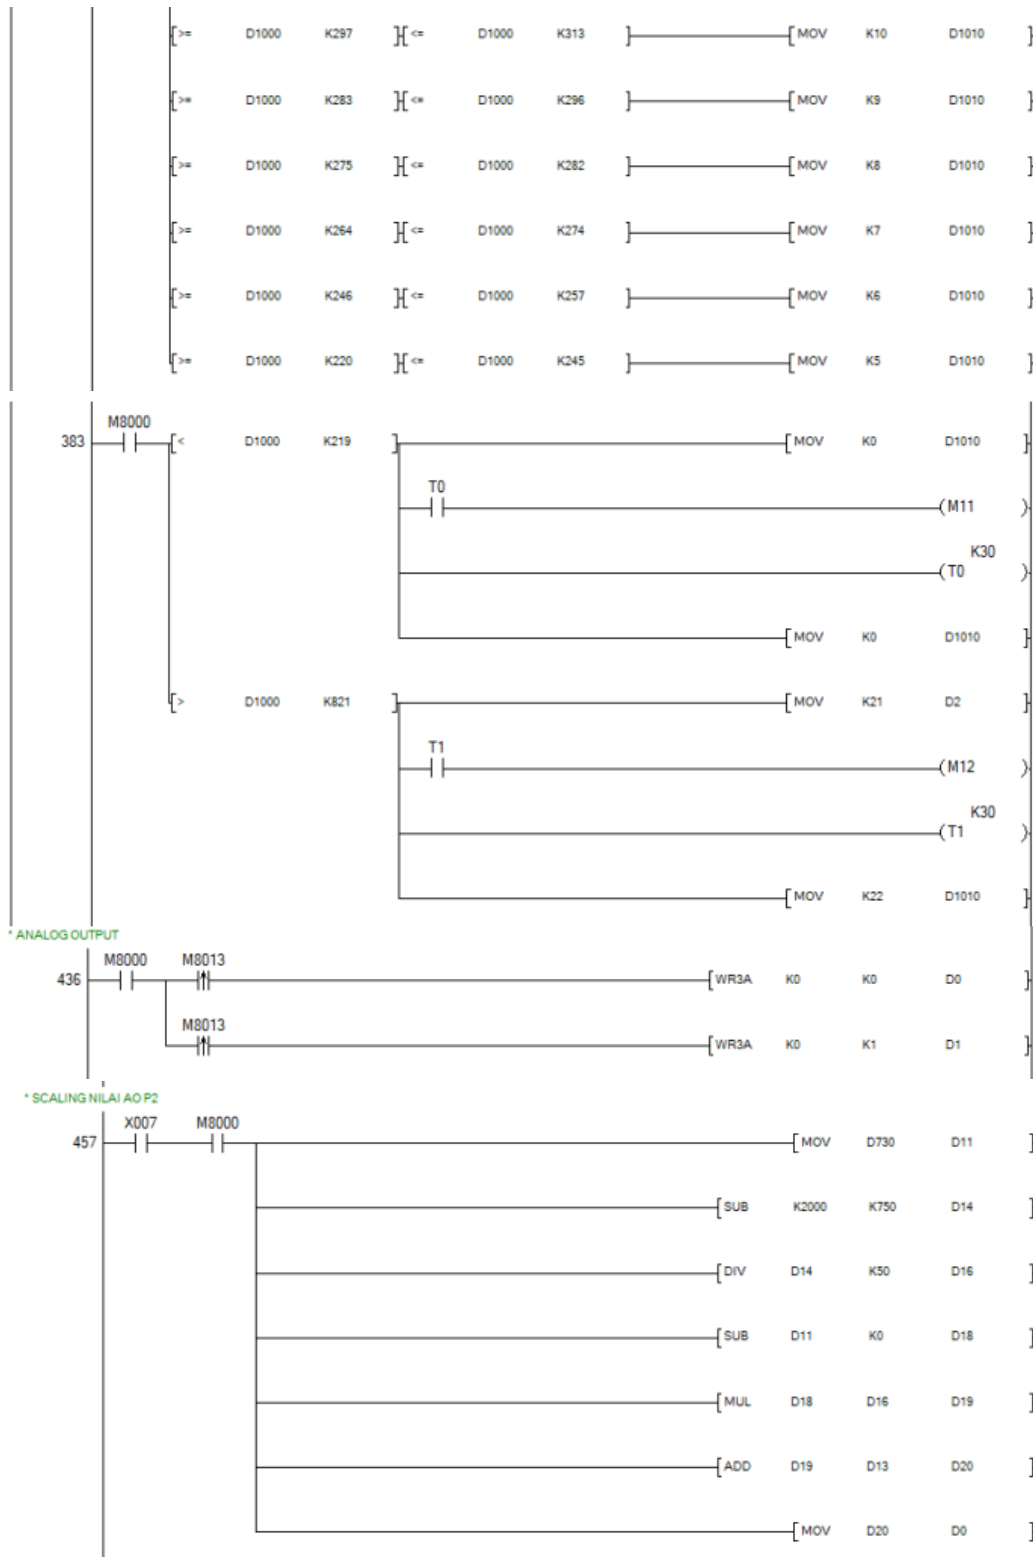 [>= D1000 K297 ][ <= D1000 K313 ] [ MOV K10 D1010 ]
[>= D1000 K283 ][ <= D1000 K296 ] [ MOV K9 D1010 ]
[>= D1000 K275 ][ <= D1000 K282 ] [ MOV K8 D1010 ]
[>= D1000 K264 ][ <= D1000 K274 ] [ MOV K7 D1010 ]
[>= D1000 K246 ][ <= D1000 K257 ] [ MOV K6 D1010 ]
[>= D1000 K220 ][ <= D1000 K245 ] [ MOV K5 D1010 ]
M8000
383 [< D1000 K219 ] [ MOV K0 D1010 ]
T0
(M11 )
K30
(T0 )
[ MOV K0 D1010 ]
[> D1000 K821 ] [ MOV K21 D2 ]
T1
(M12 )
K30
(T1 )
[ MOV K22 D1010 ]
* ANALOG OUTPUT
M8000 M8013
436 [ WR3A K0 K0 D0 ]
M8013
[ WR3A K0 K1 D1 ]
* SCALING NILAI AO P2
X007 M8000
457 [ MOV D730 D11 ]
[ SUB K2000 K750 D14 ]
[ DIV D14 K50 D16 ]
[ SUB D11 K0 D18 ]
[ MUL D18 D16 D19 ]
[ ADD D19 D13 D20 ]
[ MOV D20 D0 ]